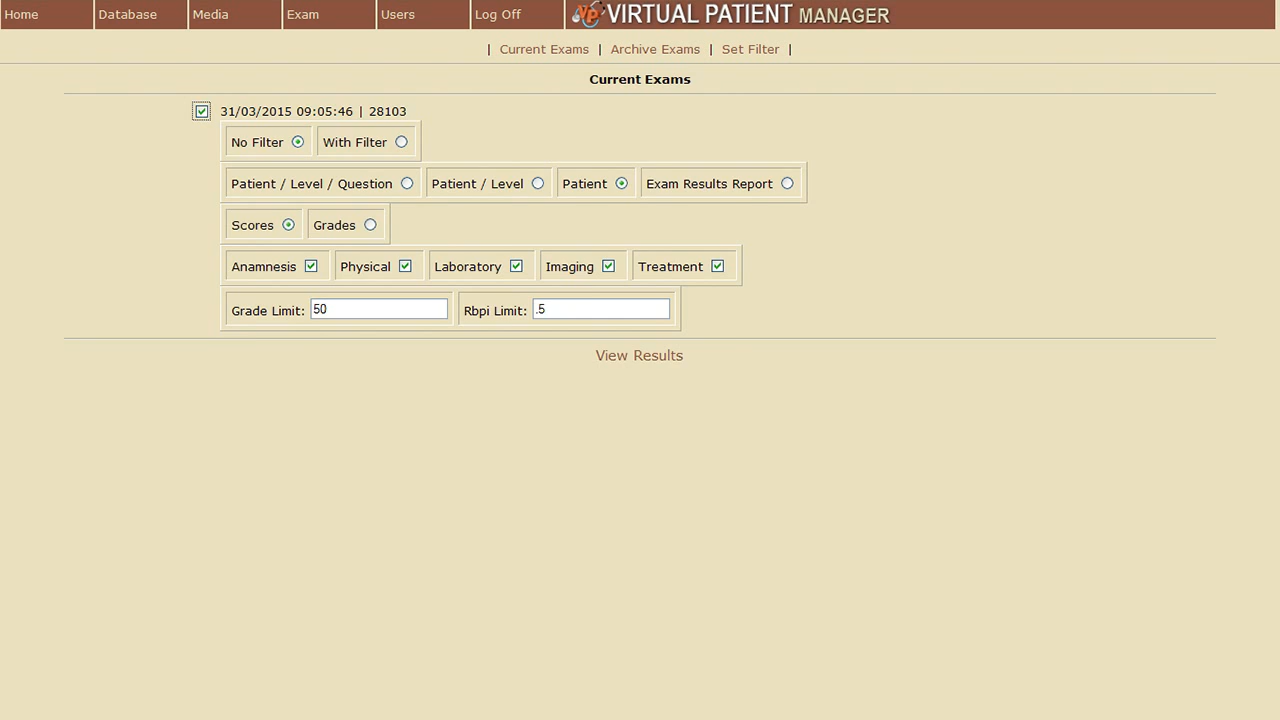 Home Database Media Exam Users Log Off VP VIRTUAL PATIENT MANAGER
| Current Exams | Archive Exams | Set Filter |
Current Exams
31/03/2015 09:05:46 | 28103
No Filter With Filter
Patient / Level / Question Patient / Level Patient Exam Results Report
Scores Grades
Anamnesis Physical Laboratory Imaging Treatment
Grade Limit: 50 Rbpi Limit: .5
View Results